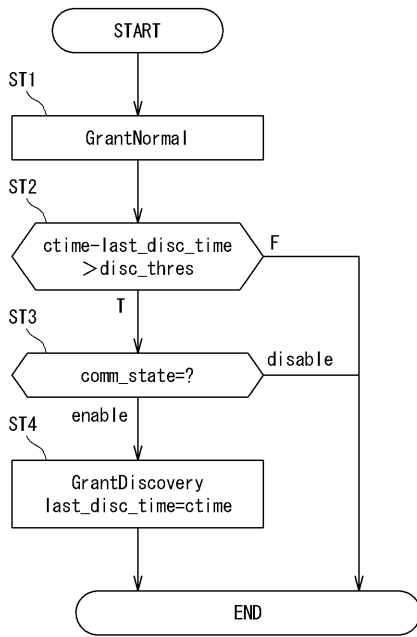 START
ST1
GrantNormal
ST2
ctime-last_disc_time
>disc_thres
F
T
ST3
comm_state=?
disable
enable
ST4
GrantDiscovery
last_disc_time=ctime
END